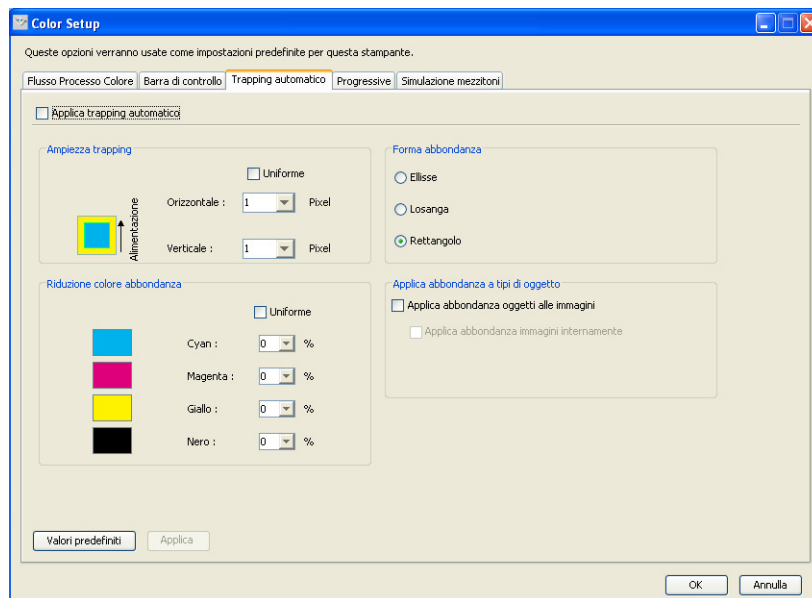 Color Setup
Queste opzioni verranno usate come impostazioni predefinite per questa stampante.
Flusso Processo Colore Barra di controllo Trapping automatico Progressive Simulazione mezzitoni
Applica trapping automatico
Ampiezza trapping
Uniforme
Alimentazione
Orizzontale : 1 Pixel
Verticale : 1 Pixel
Forma abbondanza
Ellisse
Losanga
Rettangolo
Riduzione colore abbondanza
Uniforme
Cyan : 0 %
Magenta : 0 %
Giallo : 0 %
Nero : 0 %
Applica abbondanza a tipi di oggetto
Applica abbondanza oggetti alle immagini
Applica abbondanza immagini internamente
Valori predefiniti Applica
OK Annulla